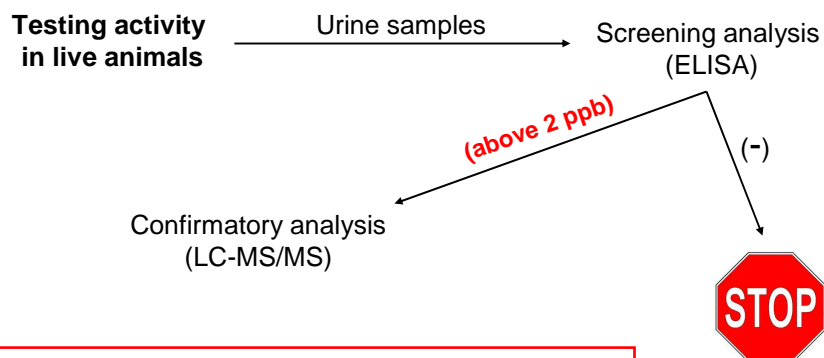 Testing activity
in live animals
Urine samples
Screening analysis
(ELISA)
(above 2 ppb)
(-)
Confirmatory analysis
(LC-MS/MS)
STOP